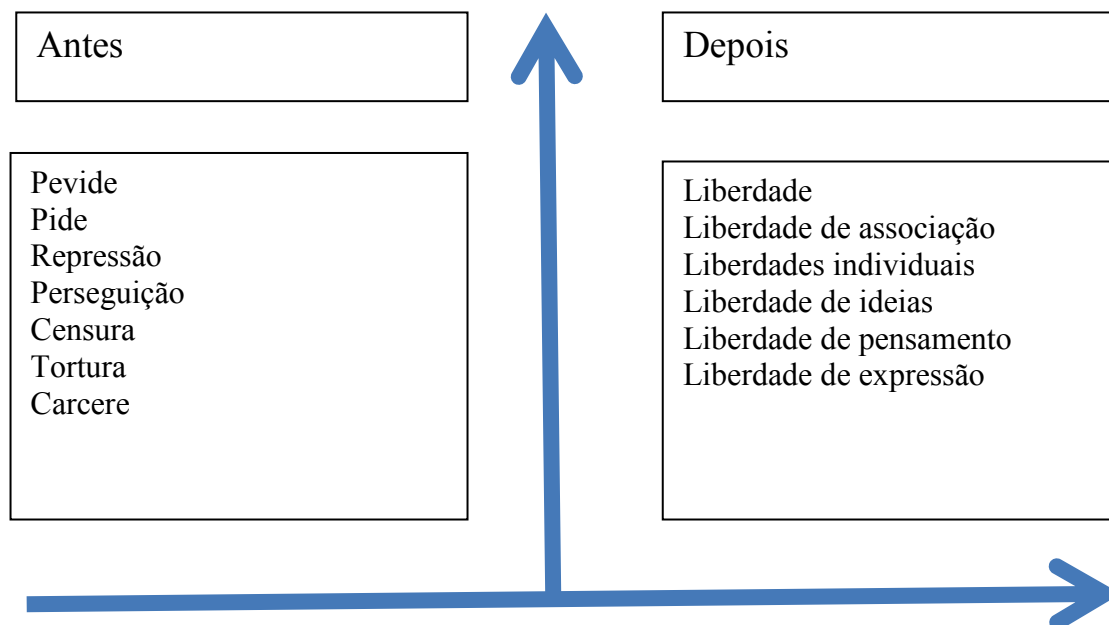 Antes
Pevide
Pide
Repressão
Perseguição
Censura
Tortura
Carcere
Depois
Liberdade
Liberdade de associação
Liberdades individuais
Liberdade de ideias
Liberdade de pensamento
Liberdade de expressão